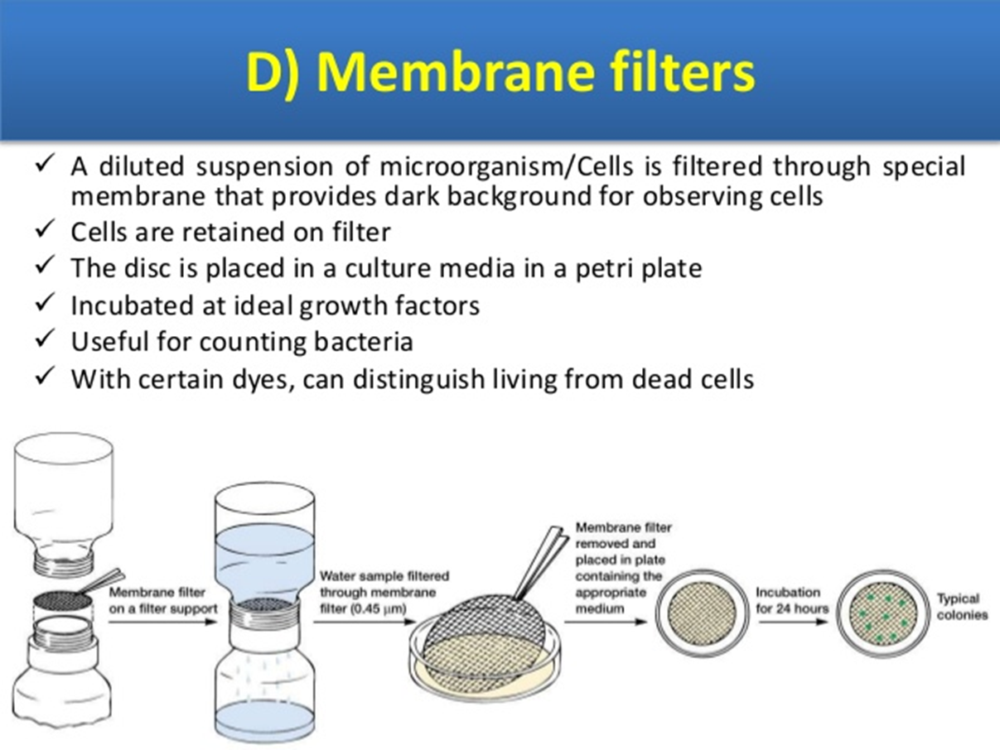 D) Membrane filters
✓ A diluted suspension of microorganism/Cells is filtered through special
membrane that provides dark background for observing cells
✓ Cells are retained on filter
✓ The disc is placed in a culture media in a petri plate
✓ Incubated at ideal growth factors
✓ Useful for counting bacteria
✓ With certain dyes, can distinguish living from dead cells
Membrane filter
on a filter support
Water sample filtered
through membrane
filter (0.45 µm)
Membrane filter
removed and
placed in plate
containing the
appropriate
medium
Incubation
for 24 hours
Typical
colonies